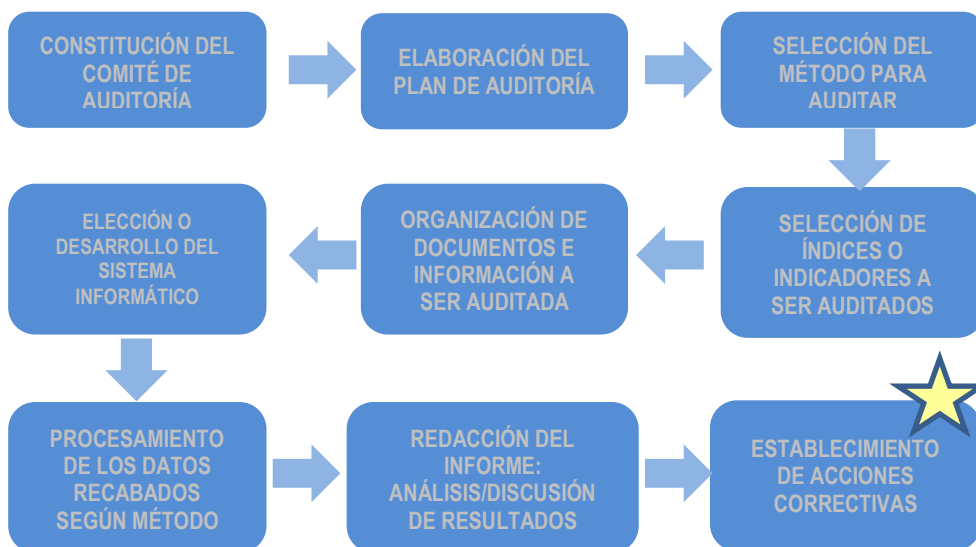 CONSTITUCIÓN DEL
COMITÉ DE
AUDITORÍA
ELABORACIÓN DEL
PLAN DE AUDITORÍA
SELECCIÓN DEL
MÉTODO PARA
AUDITAR
SELECCIÓN DE
ÍNDICES O
INDICADORES A
SER AUDITADOS
ORGANIZACIÓN DE
DOCUMENTOS E
INFORMACIÓN A
SER AUDITADA
ELECCIÓN O
DESARROLLO DEL
SISTEMA
INFORMÁTICO
PROCESAMIENTO
DE LOS DATOS
RECABADOS
SEGÚN MÉTODO
REDACCIÓN DEL
INFORME:
ANÁLISIS/DISCUSIÓN
DE RESULTADOS
ESTABLECIMIENTO
DE ACCIONES
CORRECTIVAS